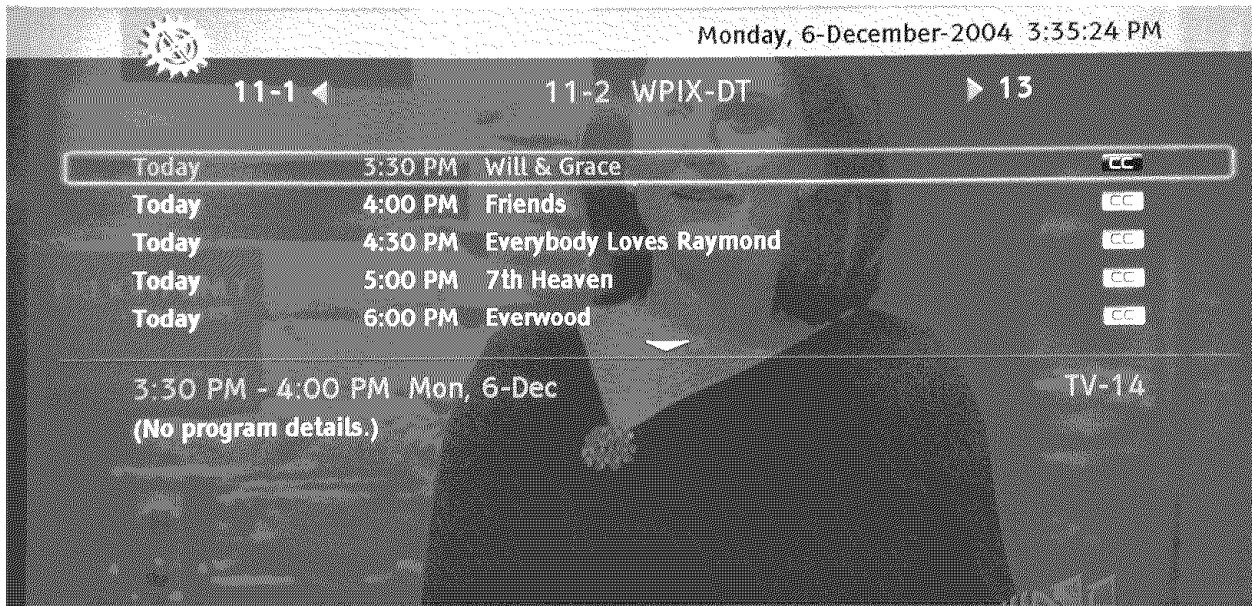 Monday, 6-December-2004 3:35:24 PM
11-1 11-2 WPIX-DT 13
Today 3:30 PM Will & Grace CC
Today 4:00 PM Friends CC
Today 4:30 PM Everybody Loves Raymond CC
Today 5:00 PM 7th Heaven CC
Today 6:00 PM Everwood CC
3:30 PM - 4:00 PM Mon, 6-Dec TV-14
(No program details.)